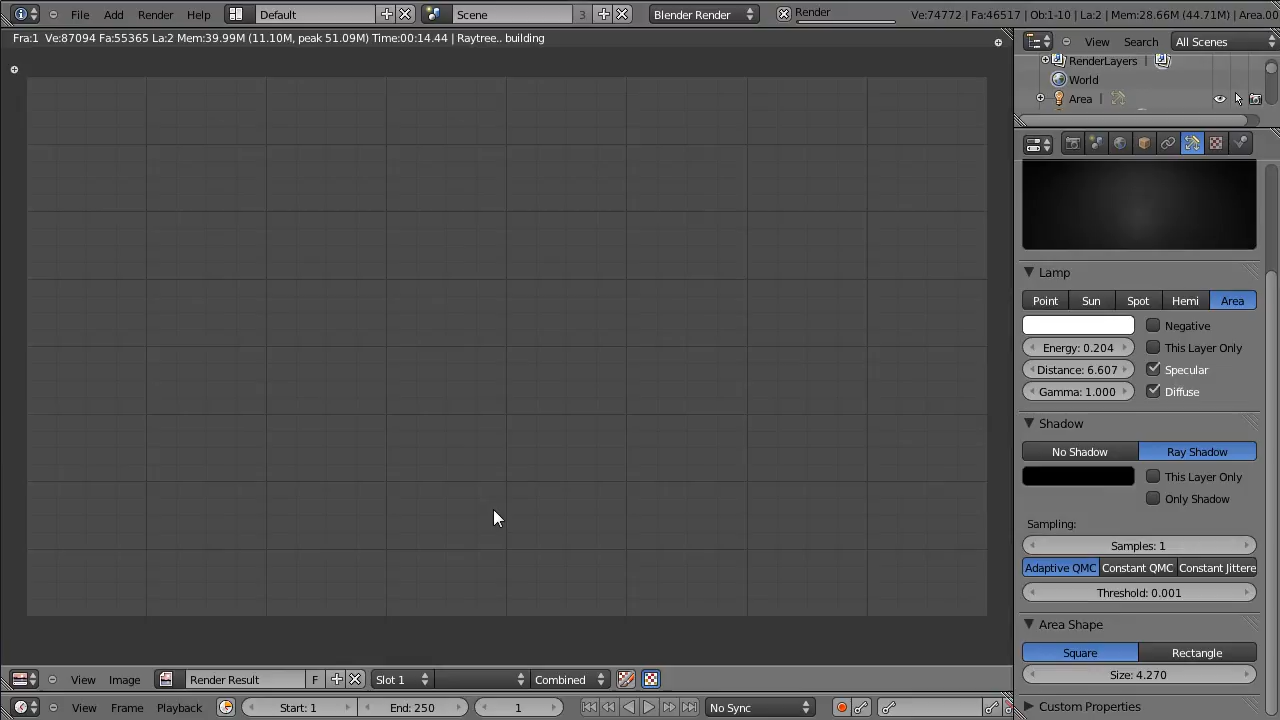 File Add Render Help Default Scene 3 Blender Render Render Ve:74772 | Fa:46517 | Ob:1-10 | La:2 | Mem:28.66M (44.71M) | Area.00
Fra:1 Ve:87094 Fa:55365 La:2 Mem:39.99M (11.10M, peak 51.09M) Time:00:14.44 | Raytree.. building
View Search All Scenes
RenderLayers |
World
Area |
Lamp
Point Sun Spot Hemi Area
Negative
Energy: 0.204 This Layer Only
Distance: 6.607 Specular
Gamma: 1.000 Diffuse
Shadow
No Shadow Ray Shadow
This Layer Only
Only Shadow
Sampling:
Samples: 1
Adaptive QMC Constant QMC Constant Jittere
Threshold: 0.001
Area Shape
Square Rectangle
Size: 4.270
Custom Properties
View Image Render Result F Slot 1 Combined
View Frame Playback Start: 1 End: 250 1 No Sync